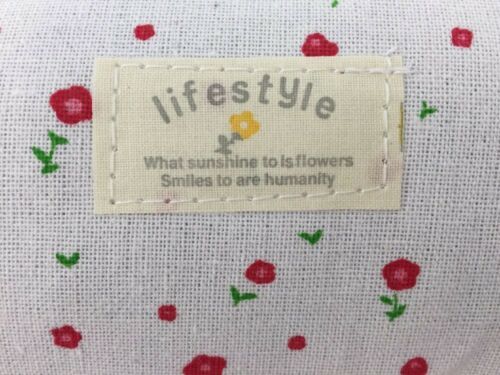 lifestyle
What sunshine to is flowers
Smiles to are humanity